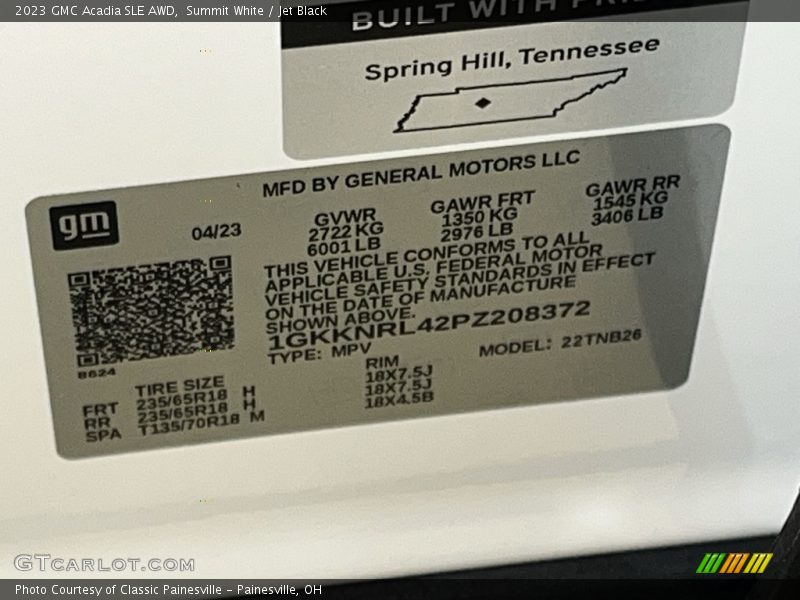 2023 GMC Acadia SLE AWD, Summit White / Jet Black
BUILT WITH
Spring Hill, Tennessee
MFD BY GENERAL MOTORS LLC
gm
04/23
GVWR
2722 KG
6001 LB
GAWR FRT
1350 KG
2976 LB
GAWR RR
1545 KG
3406 LB
THIS VEHICLE CONFORMS TO ALL
APPLICABLE U.S. FEDERAL MOTOR
VEHICLE SAFETY STANDARDS IN EFFECT
ON THE DATE OF MANUFACTURE
SHOWN ABOVE.
1GKKNRL42PZ208372
TYPE: MPV
MODEL: 22TNB26
B624
TIRE SIZE
RIM
FRT 235/65R18 H 18X7.5J
RR 235/65R18 H 18X7.5J
SPA T135/70R18 M 18X4.5B
GTCARLOT.COM
Photo Courtesy of Classic Painesville - Painesville, OH